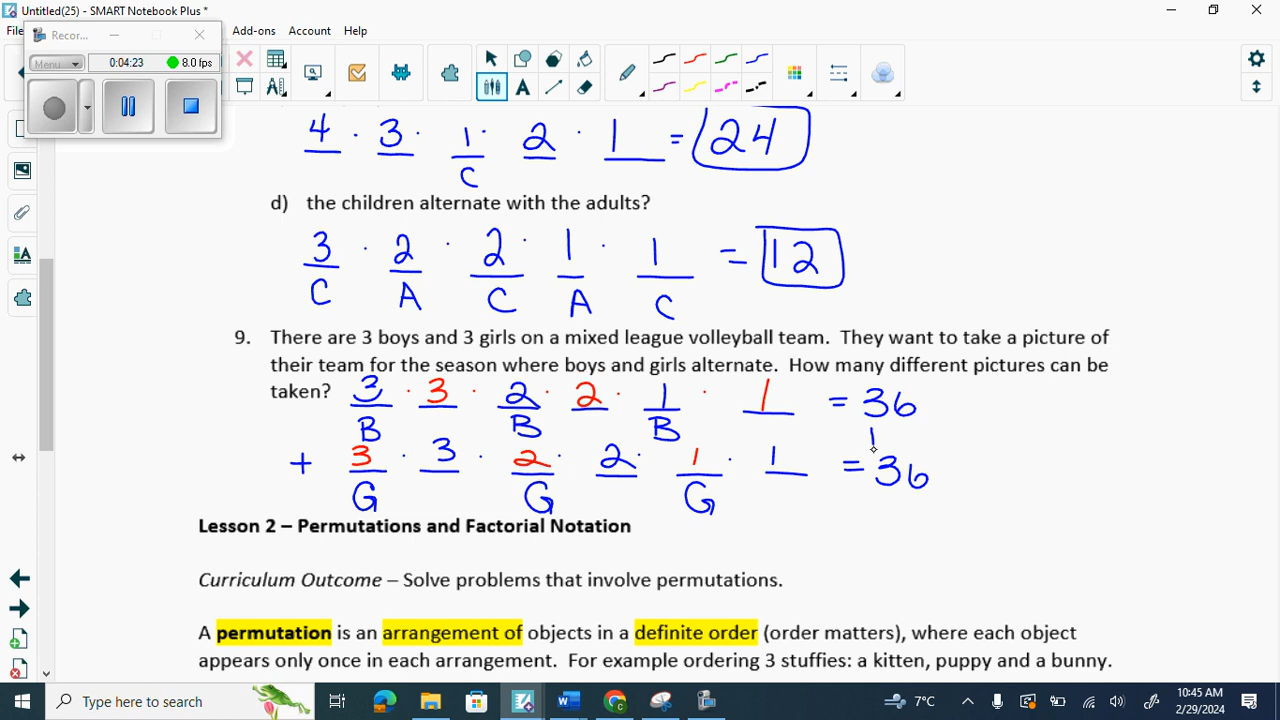 Untitled(25) - SMART Notebook Plus *
File Add-ons Account Help
Recor...
Menu 0:04:23 8.0 fps
4 · 3 · 1 · 2 · 1 = 24
C
d) the children alternate with the adults?
3 · 2 · 2 · 1 · 1 = 12
C A C A C
9. There are 3 boys and 3 girls on a mixed league volleyball team. They want to take a picture of
their team for the season where boys and girls alternate. How many different pictures can be
taken? 3 · 3 · 2 · 2 · 1 · 1 = 36
B B B
+ 3 · 3 · 2 · 2 · 1 · 1 = 36
G G G
1
Lesson 2 – Permutations and Factorial Notation
Curriculum Outcome – Solve problems that involve permutations.
A permutation is an arrangement of objects in a definite order (order matters), where each object
appears only once in each arrangement. For example ordering 3 stuffies: a kitten, puppy and a bunny.
Type here to search 7°C 10:45 AM
2/29/2024